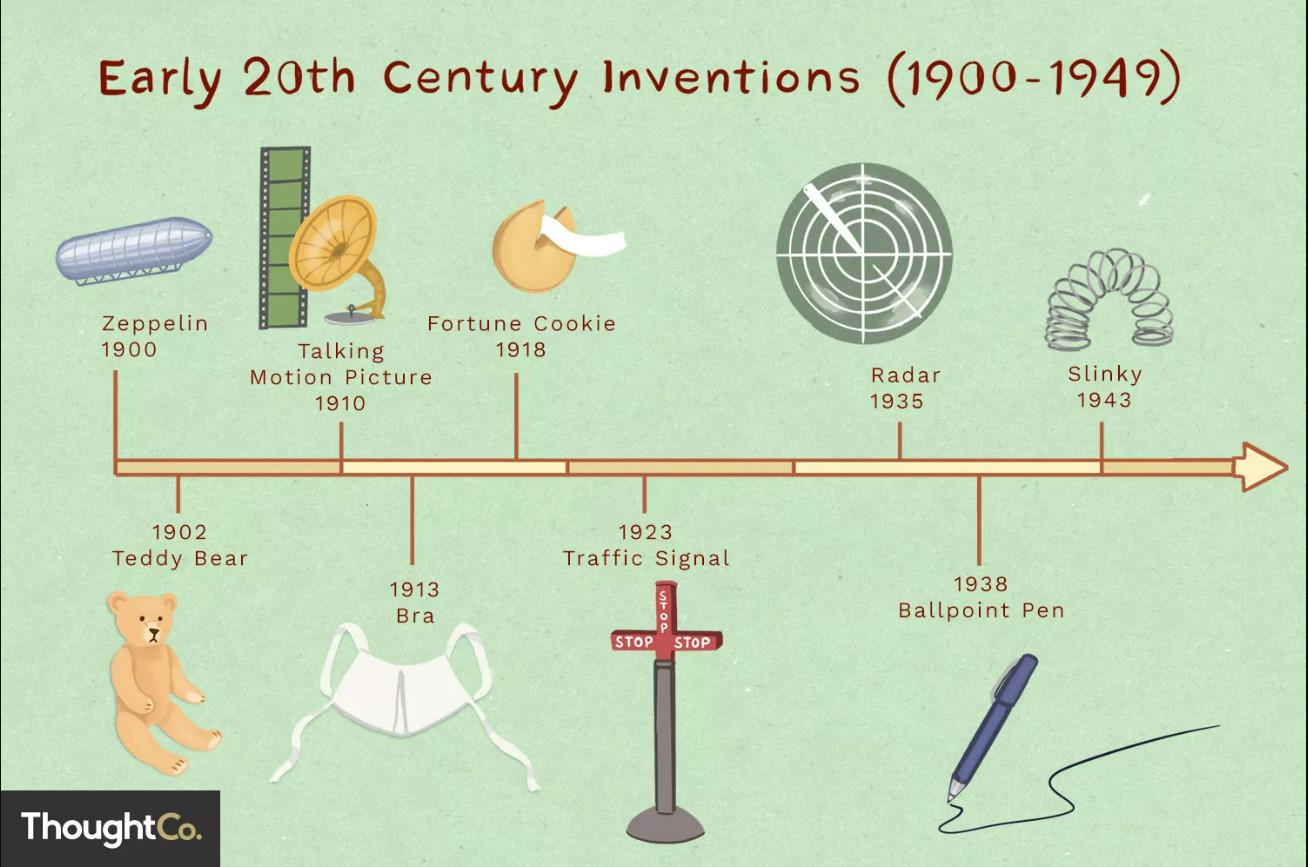 Early 20th Century Inventions (1900-1949)
Zeppelin
1900
Talking
Motion Picture
1910
Fortune Cookie
1918
Radar
1935
Slinky
1943
1902
Teddy Bear
1913
Bra
1923
Traffic Signal
STOP
STOP STOP
1938
Ballpoint Pen
ThoughtCo.